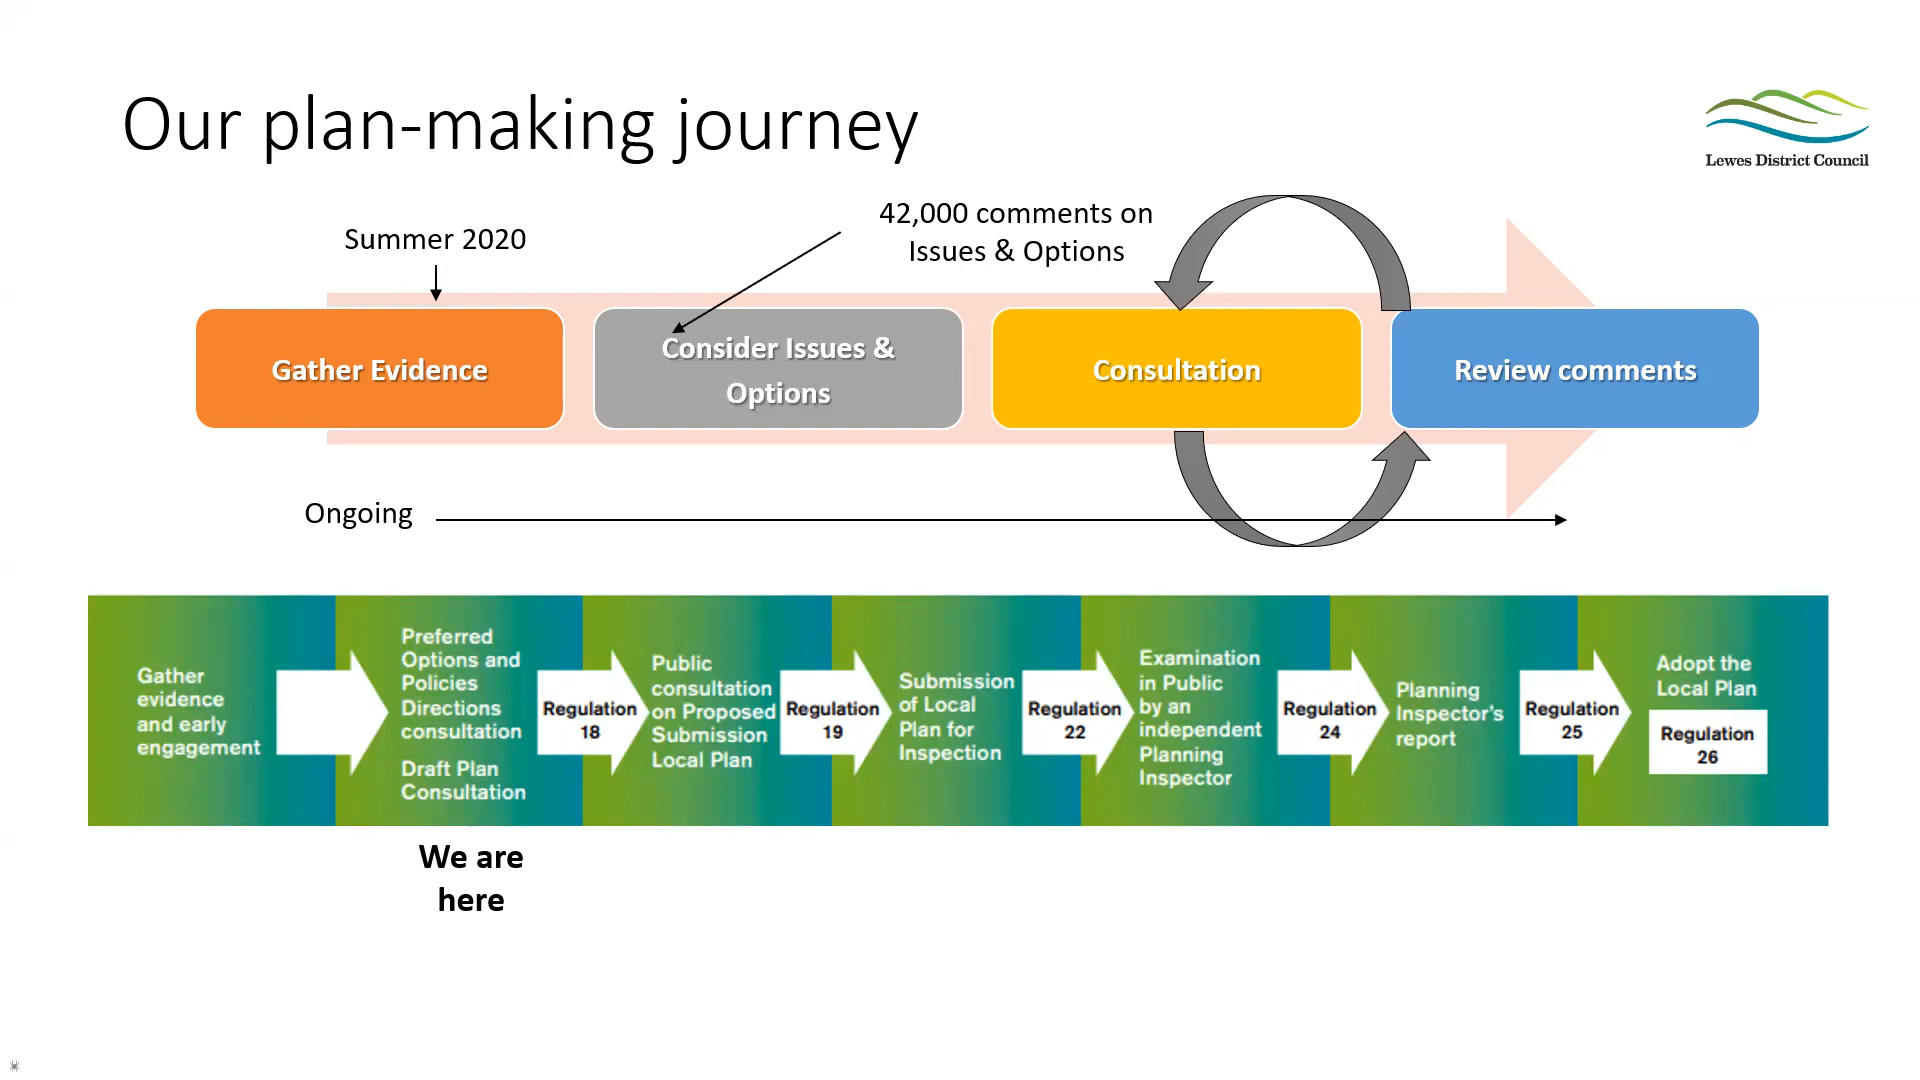 Our plan-making journey
Lewes District Council
Summer 2020
42,000 comments on
Issues & Options
Gather Evidence
Consider Issues &
Options
Consultation
Review comments
Ongoing
Gather
evidence
and early
engagement
Preferred
Options and
Policies
Directions
consultation
Draft Plan
Consultation
Regulation
18
Public
consultation
on Proposed
Submission
Local Plan
Regulation
19
Submission
of Local
Plan for
Inspection
Regulation
22
Examination
in Public
by an
independent
Planning
Inspector
Regulation
24
Planning
Inspector's
report
Regulation
25
Adopt the
Local Plan
Regulation
26
We are
here